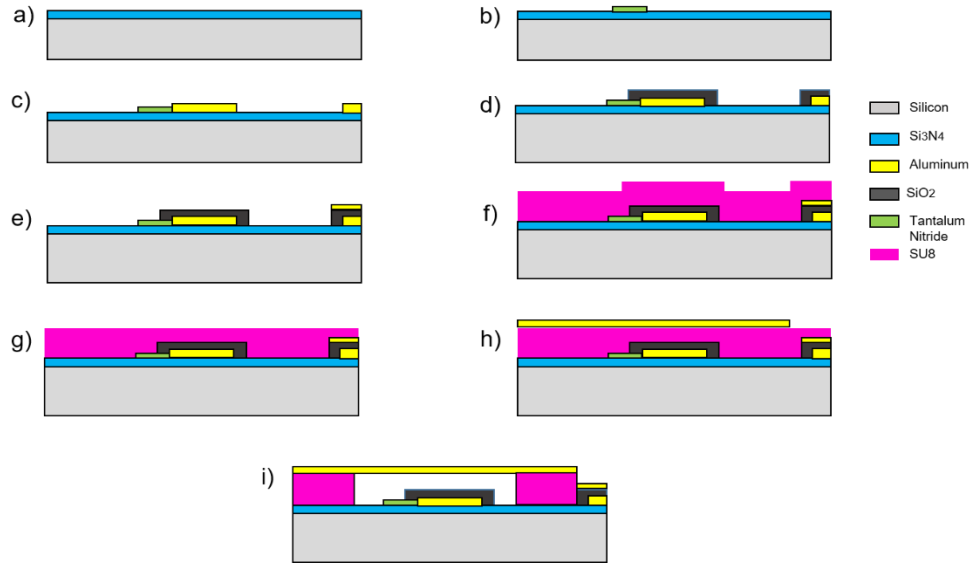 a)
b)
c)
d)
Silicon
Si3N4
Aluminum
SiO2
Tantalum
Nitride
SU8
e)
f)
g)
h)
i)